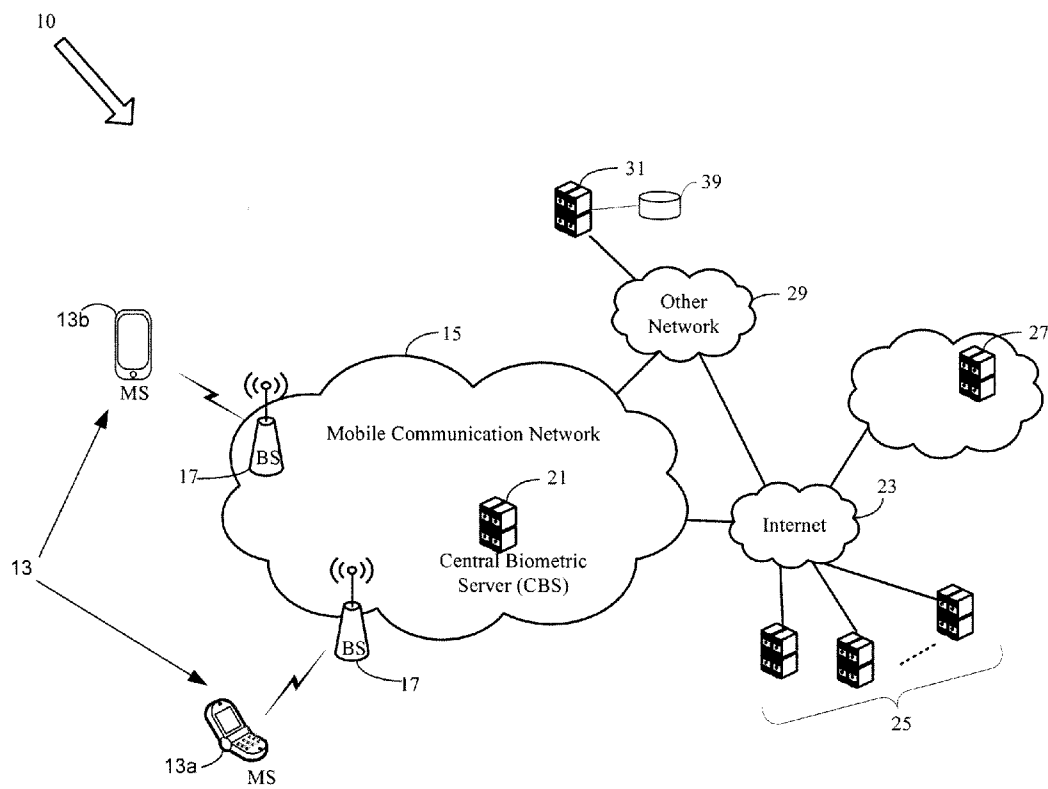 10
31
39
Other
Network
29
27
13b
MS
15
Mobile Communication Network
BS
17
21
Central Biometric
Server (CBS)
23
Internet
13
BS
17
25
13a
MS